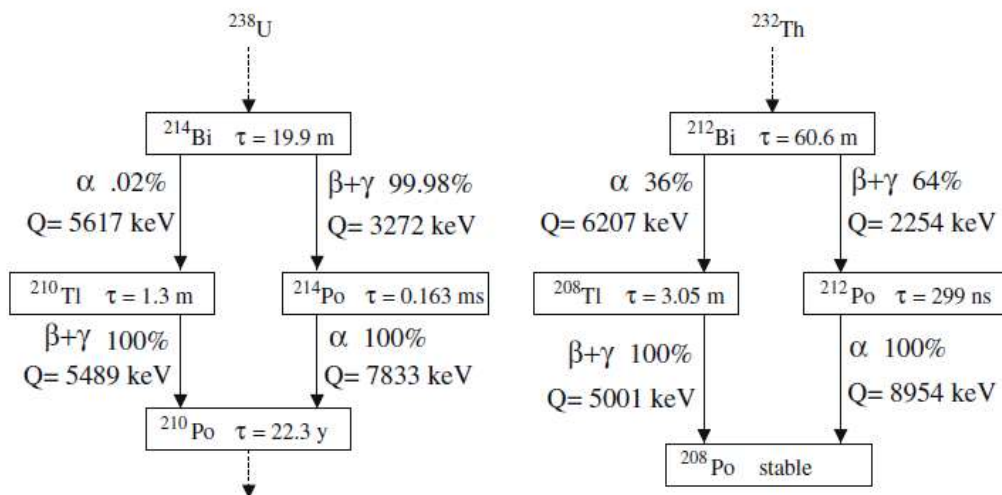 ²³⁸U
²¹⁴Bi τ = 19.9 m
α .02%
Q= 5617 keV
β+γ 99.98%
Q= 3272 keV
²¹⁰Tl τ = 1.3 m
²¹⁴Po τ = 0.163 ms
β+γ 100%
Q= 5489 keV
α 100%
Q= 7833 keV
²¹⁰Po τ = 22.3 y
²³²Th
²¹²Bi τ = 60.6 m
α 36%
Q= 6207 keV
β+γ 64%
Q= 2254 keV
²⁰⁸Tl τ = 3.05 m
²¹²Po τ = 299 ns
β+γ 100%
Q= 5001 keV
α 100%
Q= 8954 keV
²⁰⁸Po stable